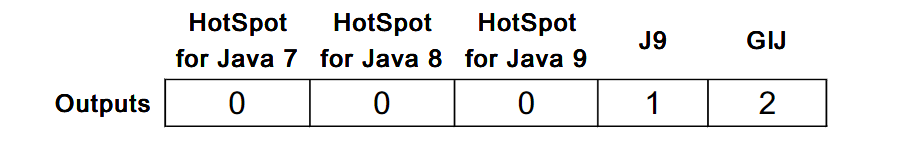 HotSpot for Java 7
HotSpot for Java 8
HotSpot for Java 9
J9
GIJ
Outputs 0 0 0 1 2